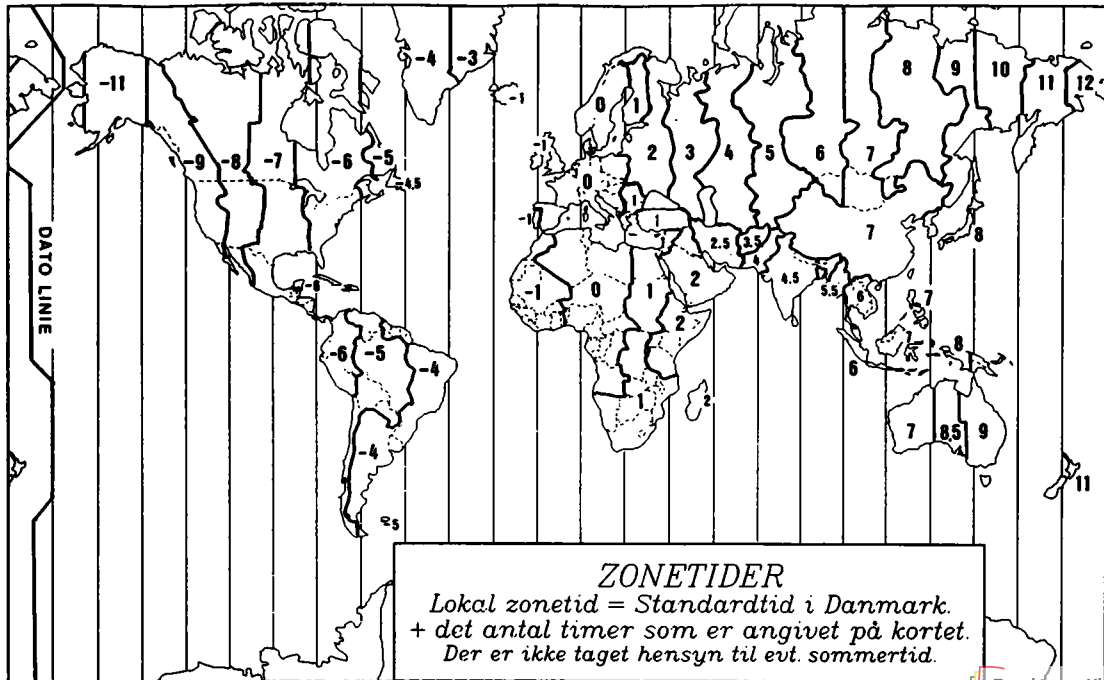 -4 -3
-11 8 9 10 11 12
-1 0 1
-9 -8 -7 -6 -5 2 3 4 5 6 7
-1 0
-4,5
-1 1 1 2.5 3.5 7 8
4 4.5
-1 0 1 2 5.5 6 7
-6
DATO LINIE
2
-6 -5 -4 8
6
1 2
-4 7 8,5 9
11
5
ZONETIDER
Lokal zonetid = Standardtid i Danmark.
+ det antal timer som er angivet på kortet.
Der er ikke taget hensyn til evt. sommertid.